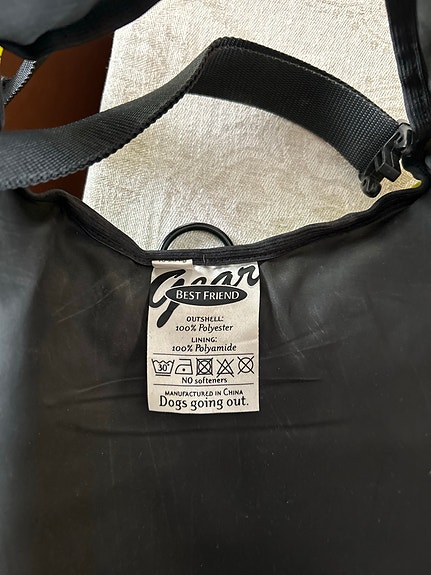 Gear
BEST FRIEND
OUTSHELL:
100% Polyester
LINING:
100% Polyamide
30°
NO softeners
MANUFACTURED IN CHINA
Dogs going out.